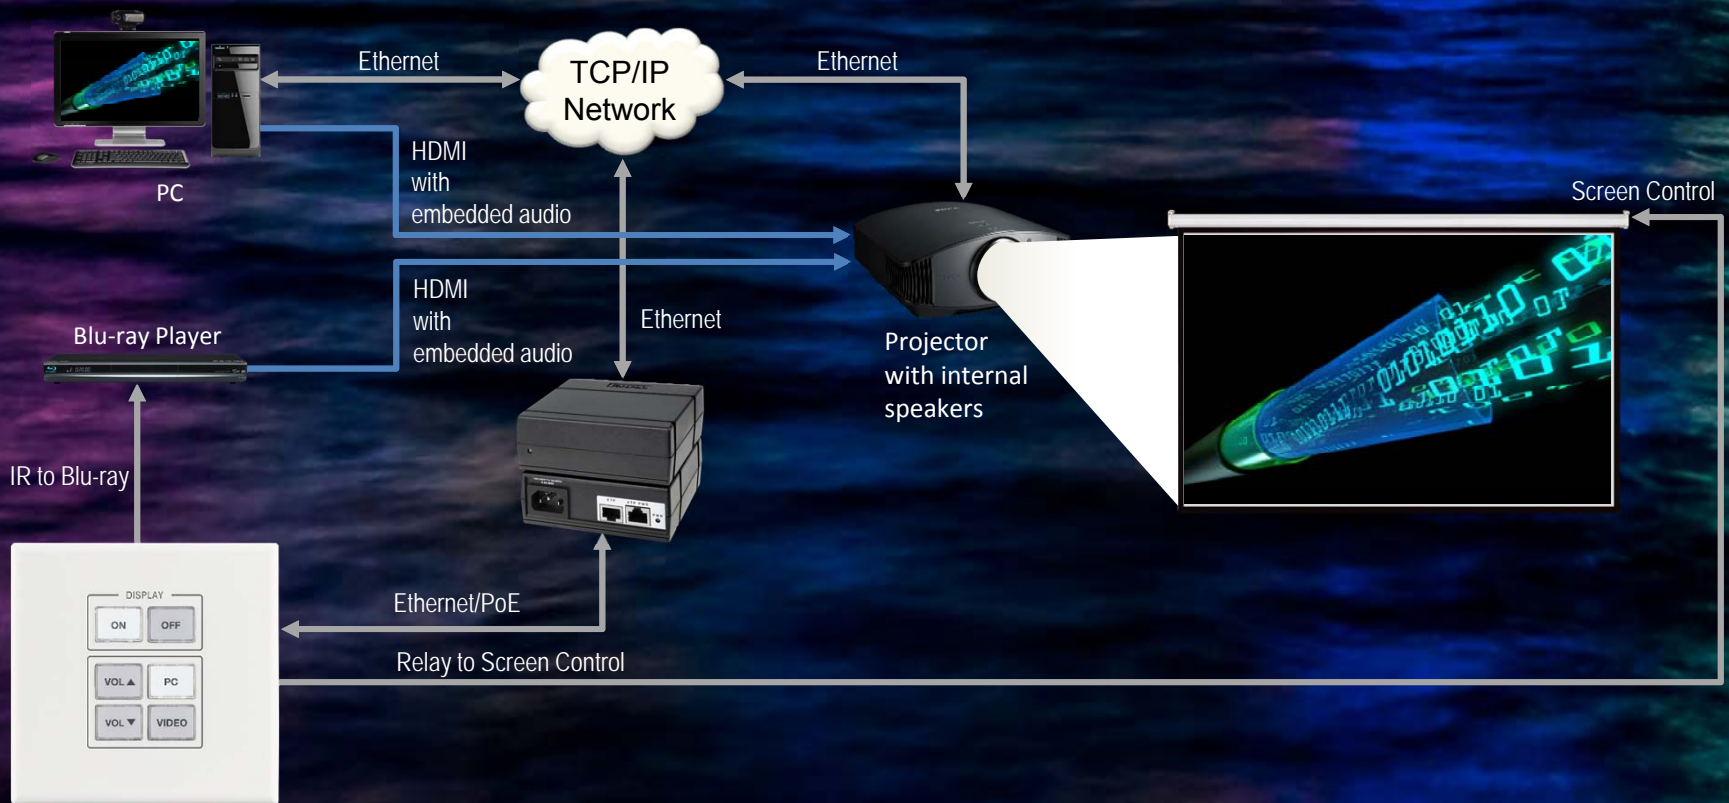 Ethernet
TCP/IP
Network
Ethernet
PC
HDMI
with
embedded audio
Screen Control
HDMI
with
embedded audio
Ethernet
Blu-ray Player
Projector
with internal
speakers
IR to Blu-ray
DISPLAY
ON OFF
VOL ▲ PC
VOL ▼ VIDEO
Ethernet/PoE
Relay to Screen Control